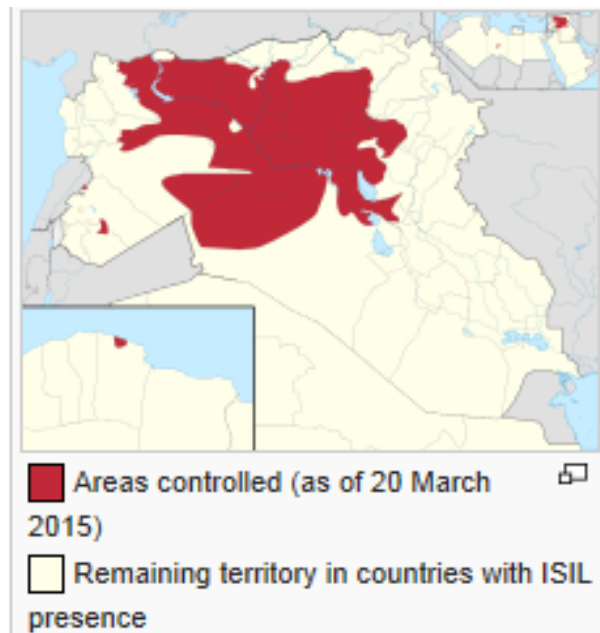 Areas controlled (as of 20 March
2015)
Remaining territory in countries with ISIL
presence